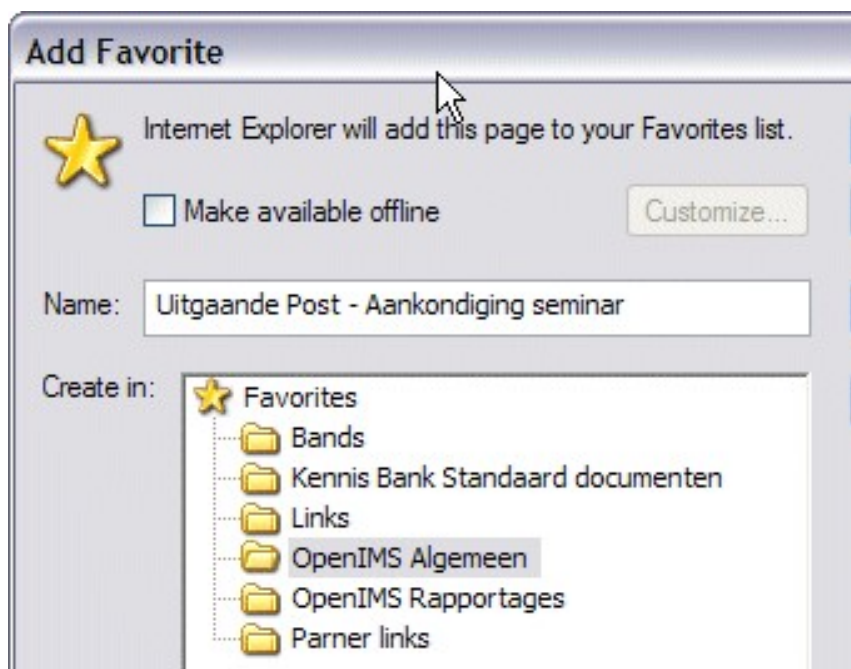 Add Favorite
Internet Explorer will add this page to your Favorites list.
Make available offline
Customize...
Name: Uitgaande Post - Aankondiging seminar
Create in:
Favorites
Bands
Kennis Bank Standaard documenten
Links
OpenIMS Algemeen
OpenIMS Rapportages
Parner links